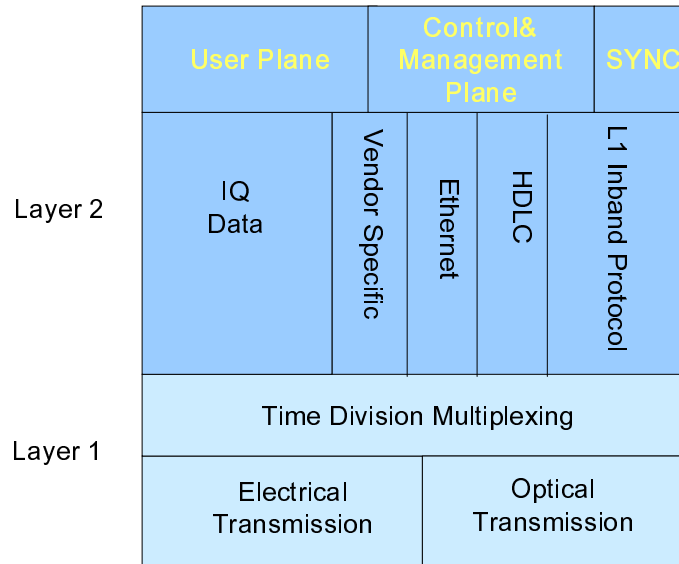 User Plane
Control&
Management
Plane
SYNC
Layer 2
IQ
Data
Vendor Specific
Ethernet
HDLC
L1 Inband Protocol
Layer 1
Time Division Multiplexing
Electrical
Transmission
Optical
Transmission